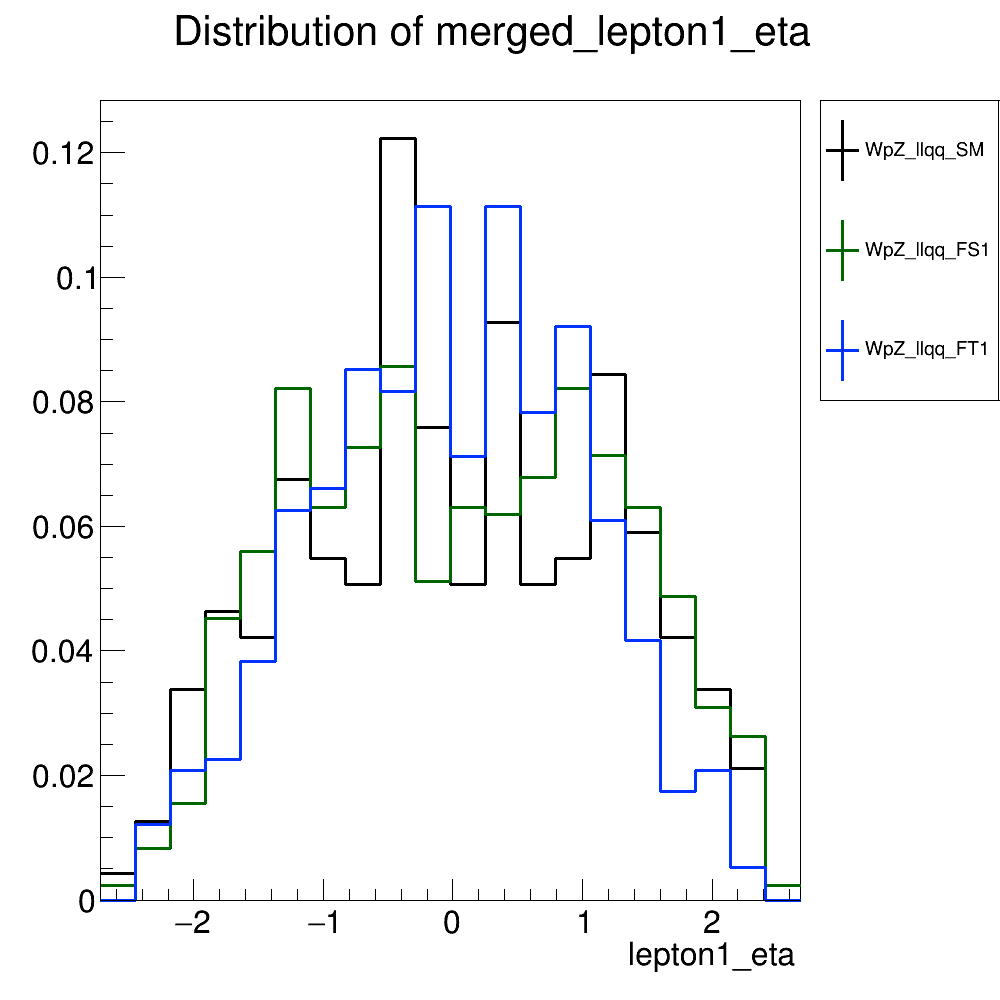 Distribution of merged_lepton1_eta
0.12
0.1
0.08
0.06
0.04
0.02
0
−2
−1
0
1
2
lepton1_eta
WpZ_llqq_SM
WpZ_llqq_FS1
WpZ_llqq_FT1